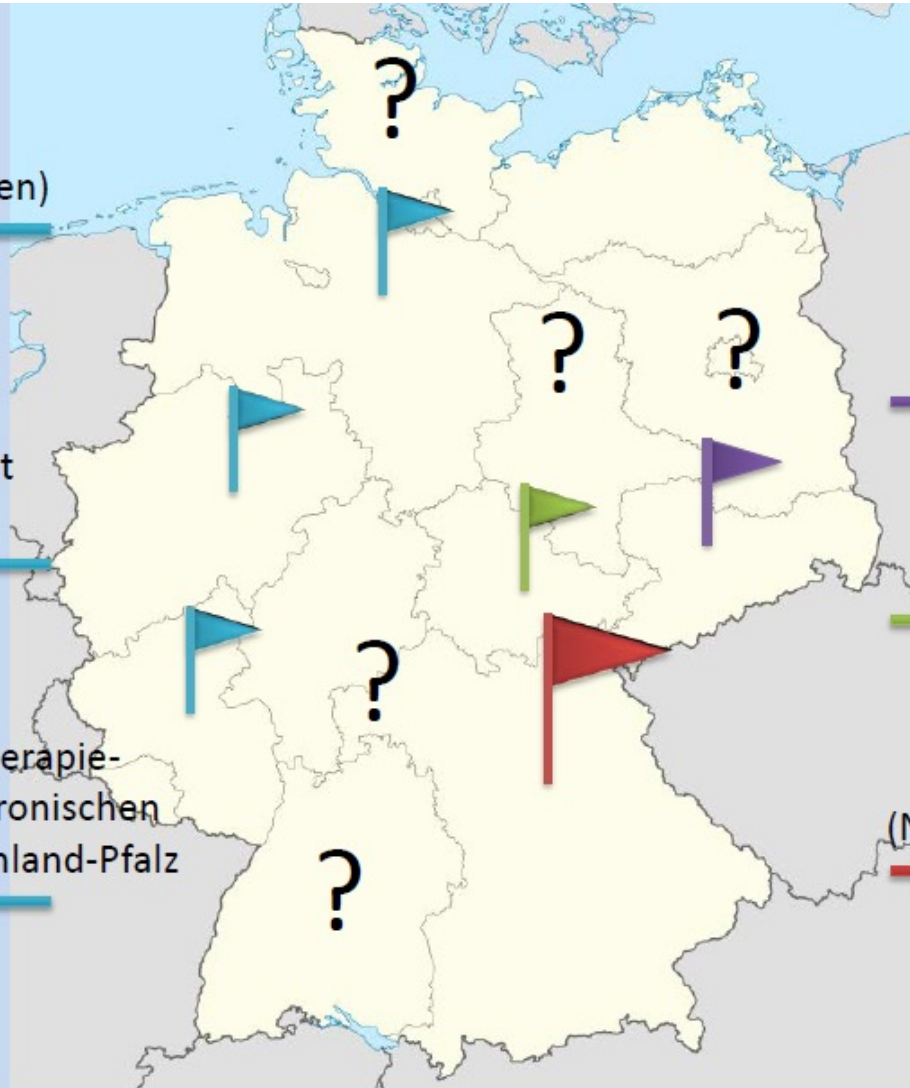 ?
en)
? ?
t
?
erapie-
ronischen
nland-Pfalz
(N
?